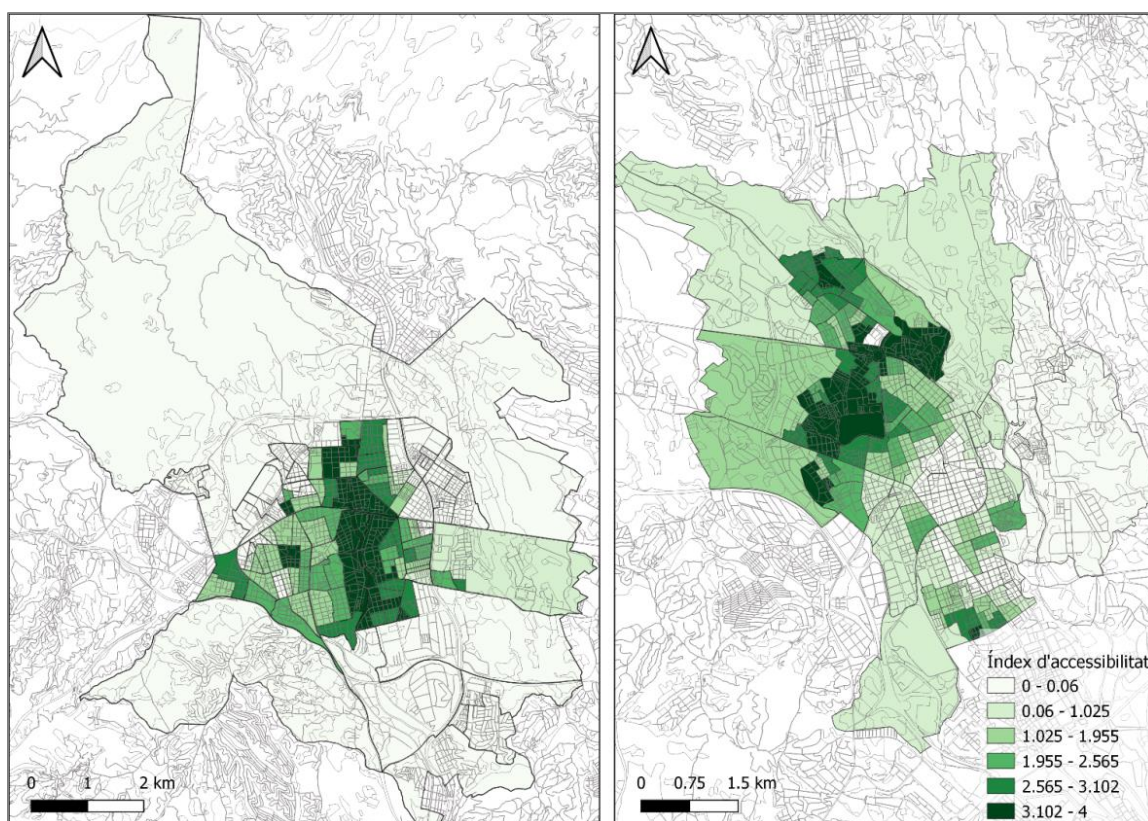 0 1 2 km
0 0.75 1.5 km
Índex d'accessibilitat
0 - 0.06
0.06 - 1.025
1.025 - 1.955
1.955 - 2.565
2.565 - 3.102
3.102 - 4